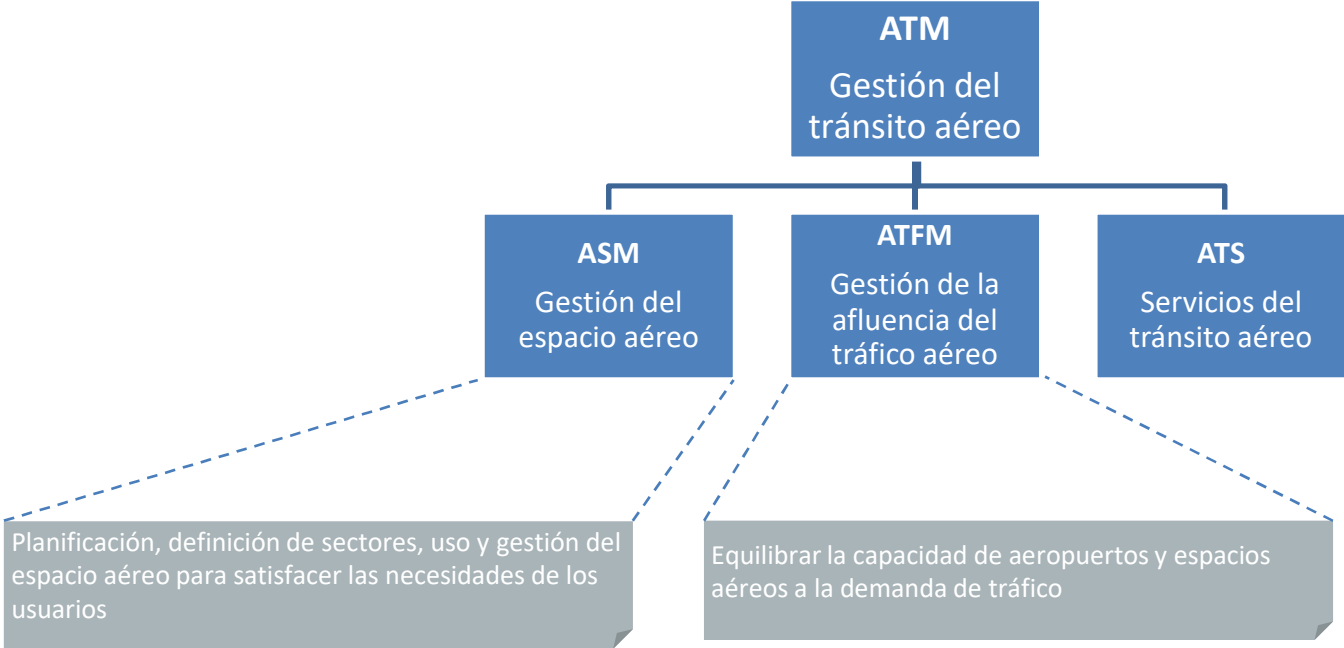 ATM
Gestión del
tránsito aéreo
ASM
Gestión del
espacio aéreo
ATFM
Gestión de la
afluencia del
tráfico aéreo
ATS
Servicios del
tránsito aéreo
Planificación, definición de sectores, uso y gestión del
espacio aéreo para satisfacer las necesidades de los
usuarios
Equilibrar la capacidad de aeropuertos y espacios
aéreos a la demanda de tráfico